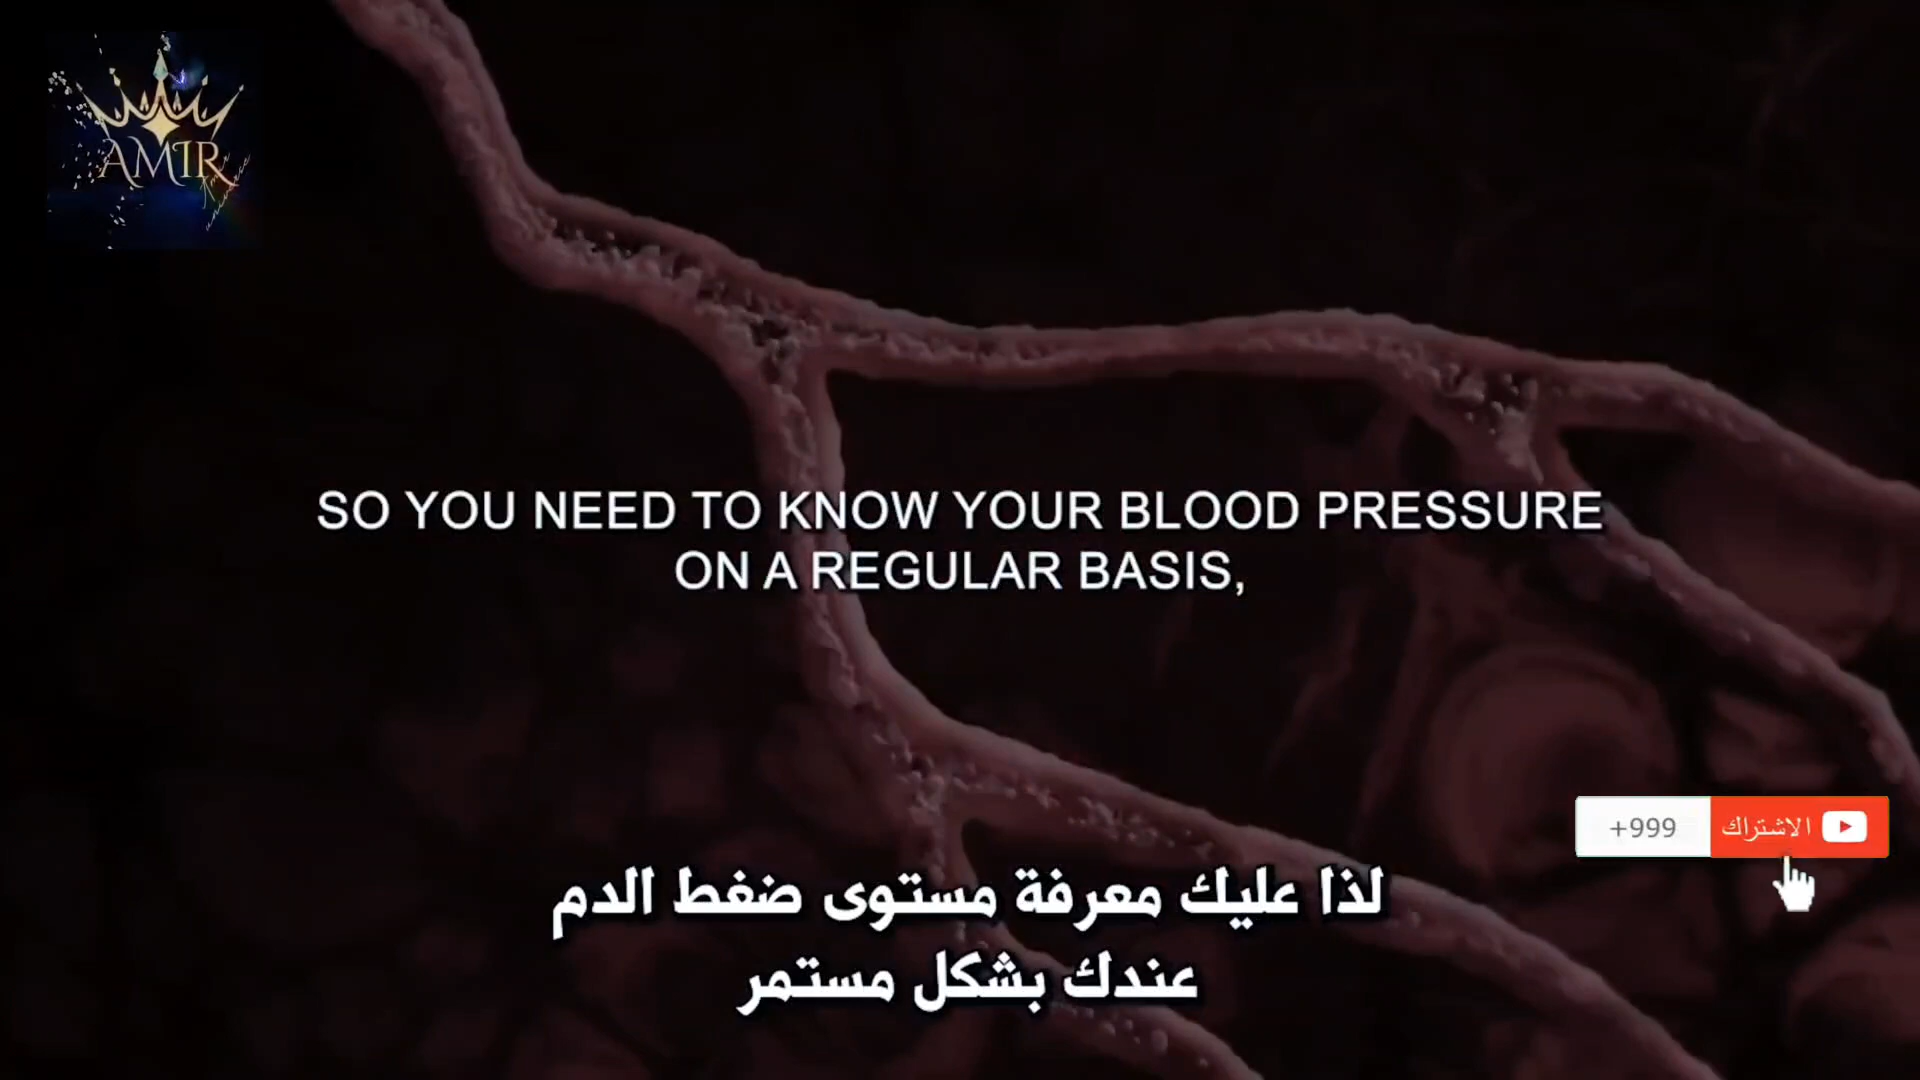 AMIR
SO YOU NEED TO KNOW YOUR BLOOD PRESSURE
ON A REGULAR BASIS,
+999
الاشتراك
لذا عليك معرفة مستوى ضغط الدم
عندك بشكل مستمر